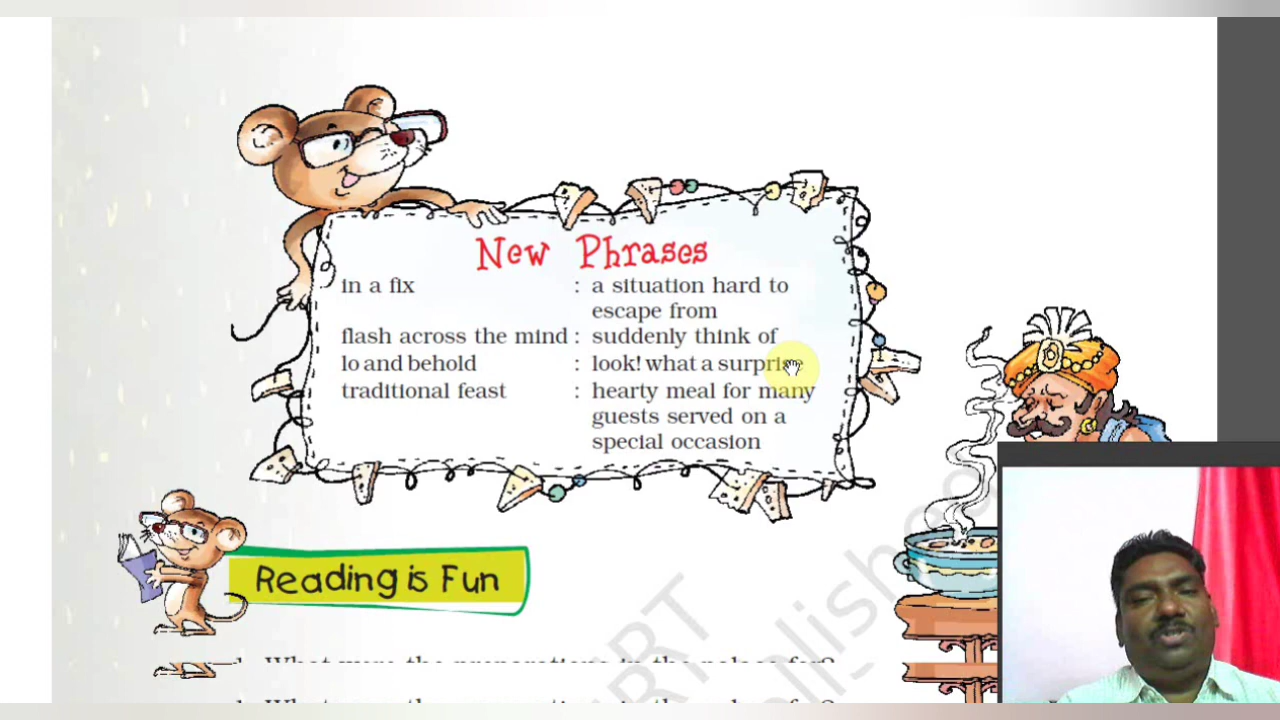 New Phrases
in a fix : a situation hard to
escape from
flash across the mind : suddenly think of
lo and behold : look! what a surprise
traditional feast : hearty meal for many
guests served on a
special occasion
Reading is Fun